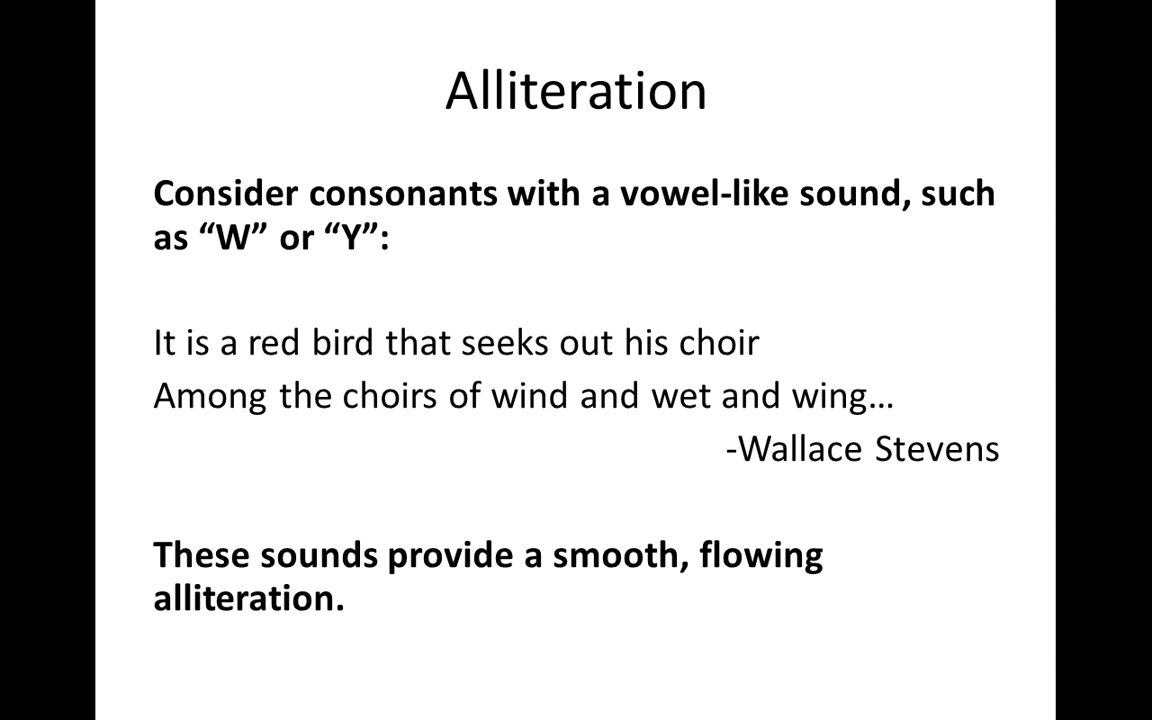 Alliteration
Consider consonants with a vowel-like sound, such
as “W” or “Y”:
It is a red bird that seeks out his choir
Among the choirs of wind and wet and wing…
-Wallace Stevens
These sounds provide a smooth, flowing
alliteration.